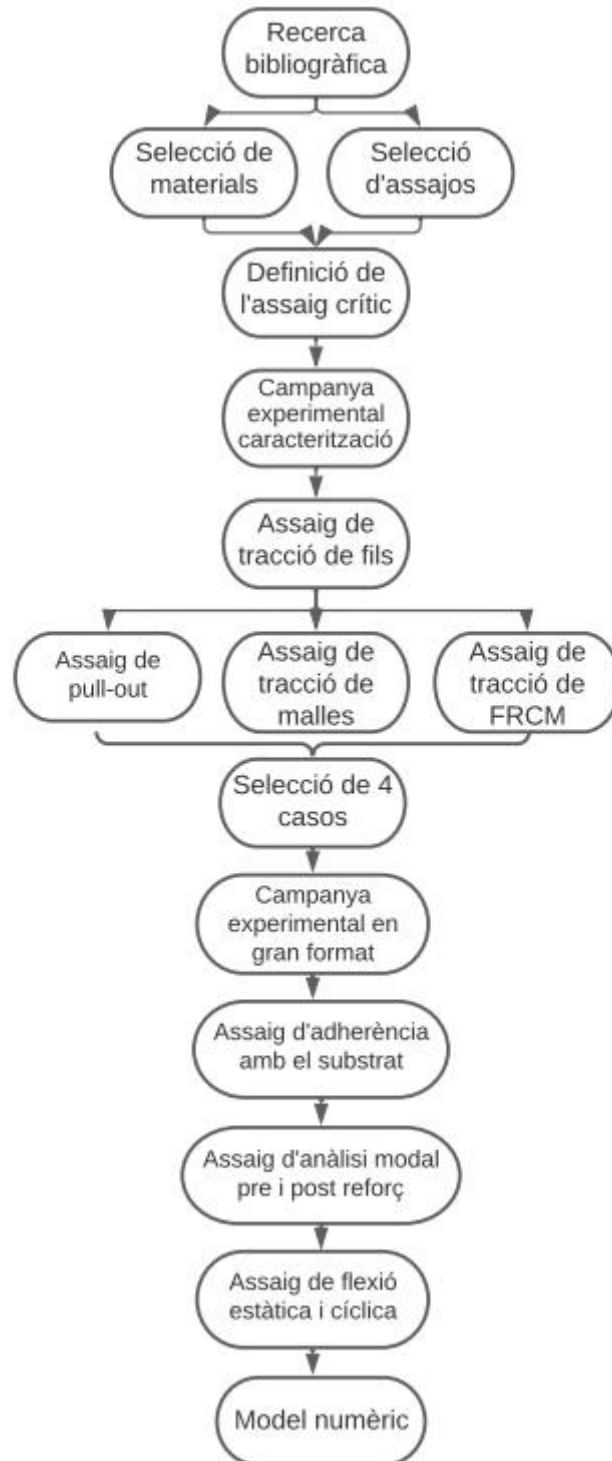 Recerca
bibliogràfica
Selecció de
materials
Selecció
d'assajos
Definició de
l'assaig crític
Campanya
experimental
caracterització
Assaig de
tracció de fils
Assaig de
pull-out
Assaig de
tracció de
malles
Assaig de
tracció de
FRCM
Selecció de 4
casos
Campanya
experimental en
gran format
Assaig d'adherència
amb el substrat
Assaig d'anàlisi modal
pre i post reforç
Assaig de flexió
estàtica i cíclica
Model numèric